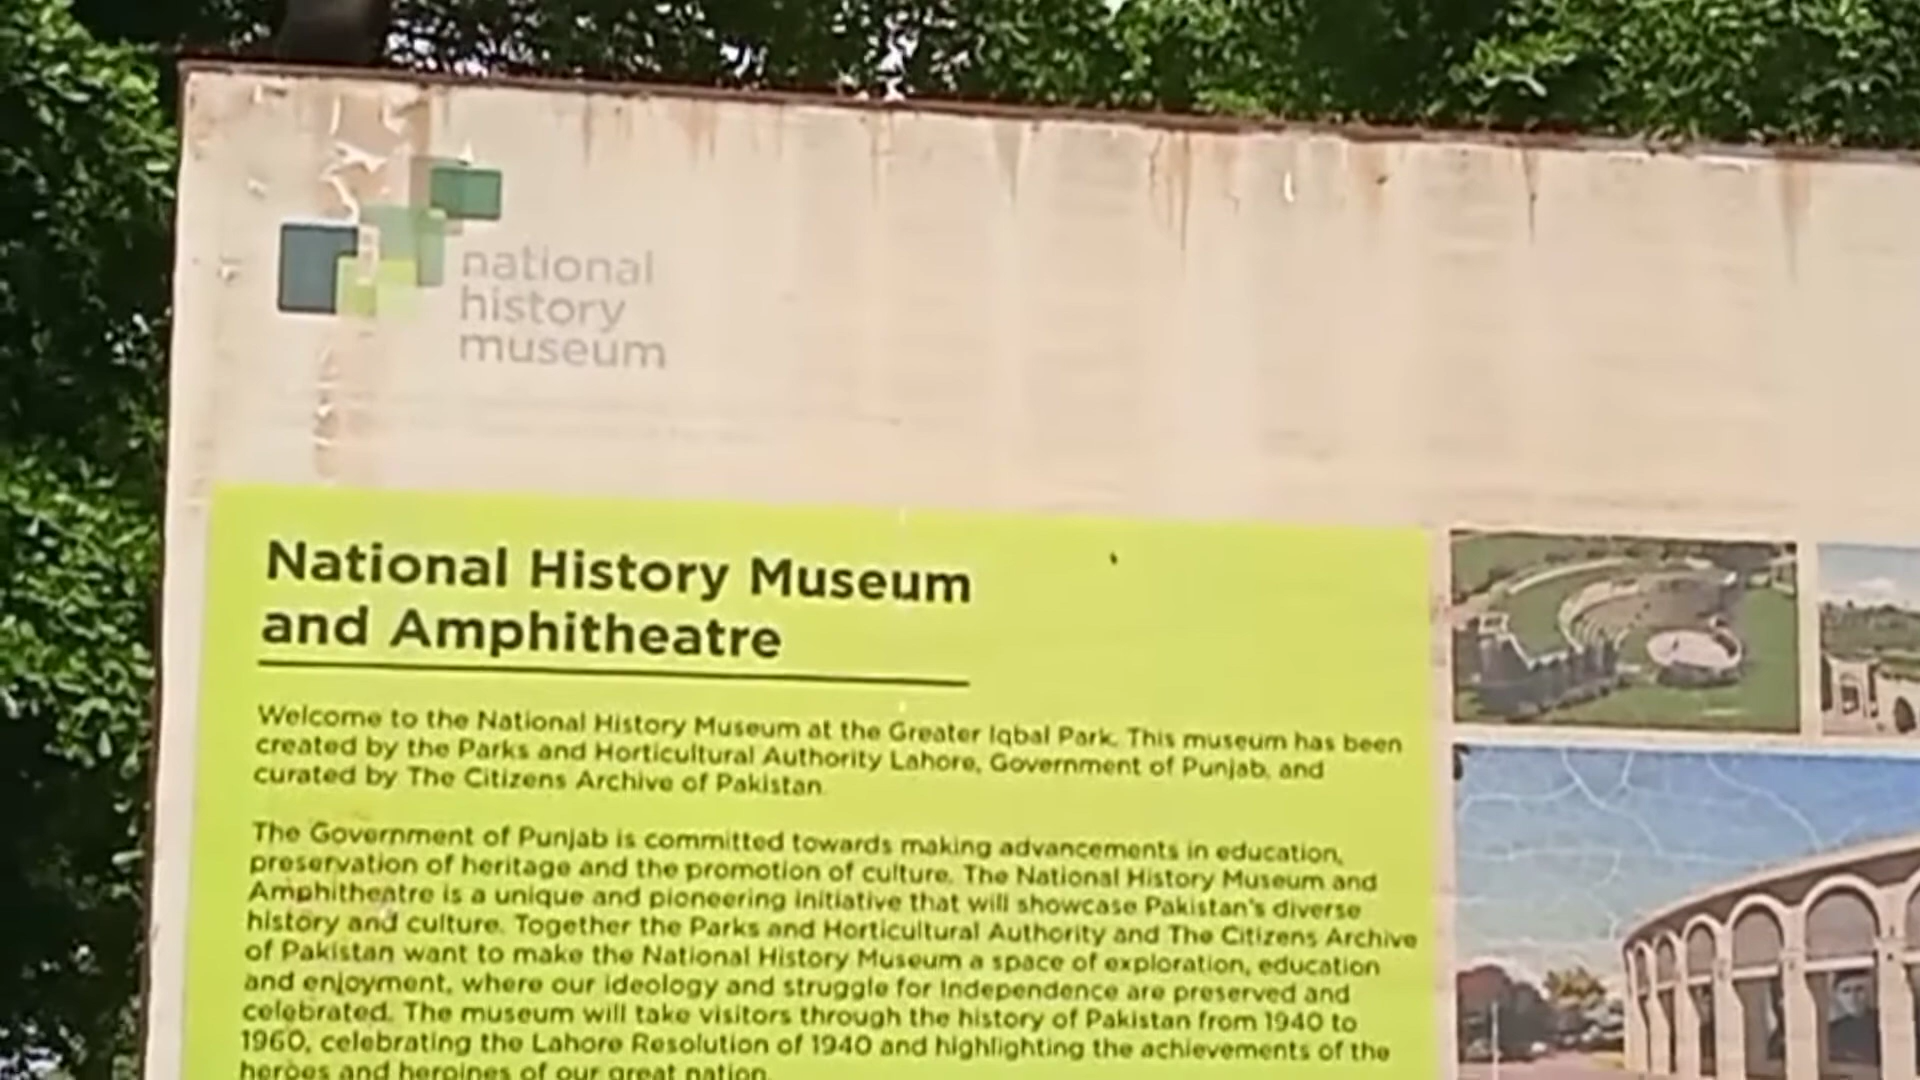 national
history
museum
National History Museum
and Amphitheatre
Welcome to the National History Museum at the Greater Iqbal Park. This museum has been
created by the Parks and Horticultural Authority Lahore, Government of Punjab, and
curated by The Citizens Archive of Pakistan.
The Government of Punjab is committed towards making advancements in education,
preservation of heritage and the promotion of culture. The National History Museum and
Amphitheatre is a unique and pioneering initiative that will showcase Pakistan's diverse
history and culture. Together the Parks and Horticultural Authority and The Citizens Archive
of Pakistan want to make the National History Museum a space of exploration, education
and enjoyment, where our ideology and struggle for Independence are preserved and
celebrated. The museum will take visitors through the history of Pakistan from 1940 to
1960, celebrating the Lahore Resolution of 1940 and highlighting the achievements of the
heroes and heroines of our great nation.